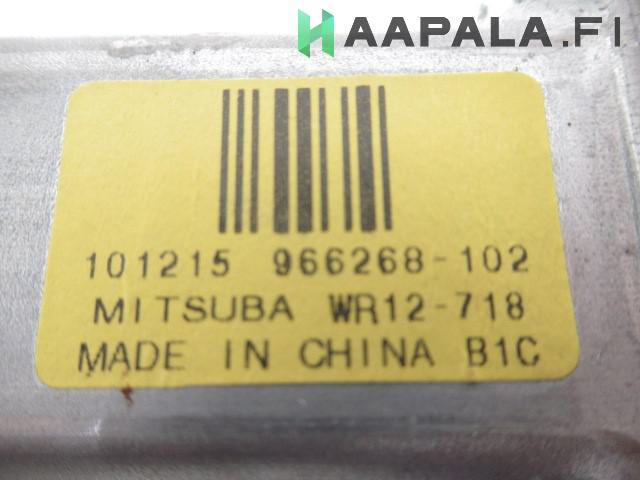 HAAPALA.FI
101215 966268-102
MITSUBA WR12-718
MADE IN CHINA B1C